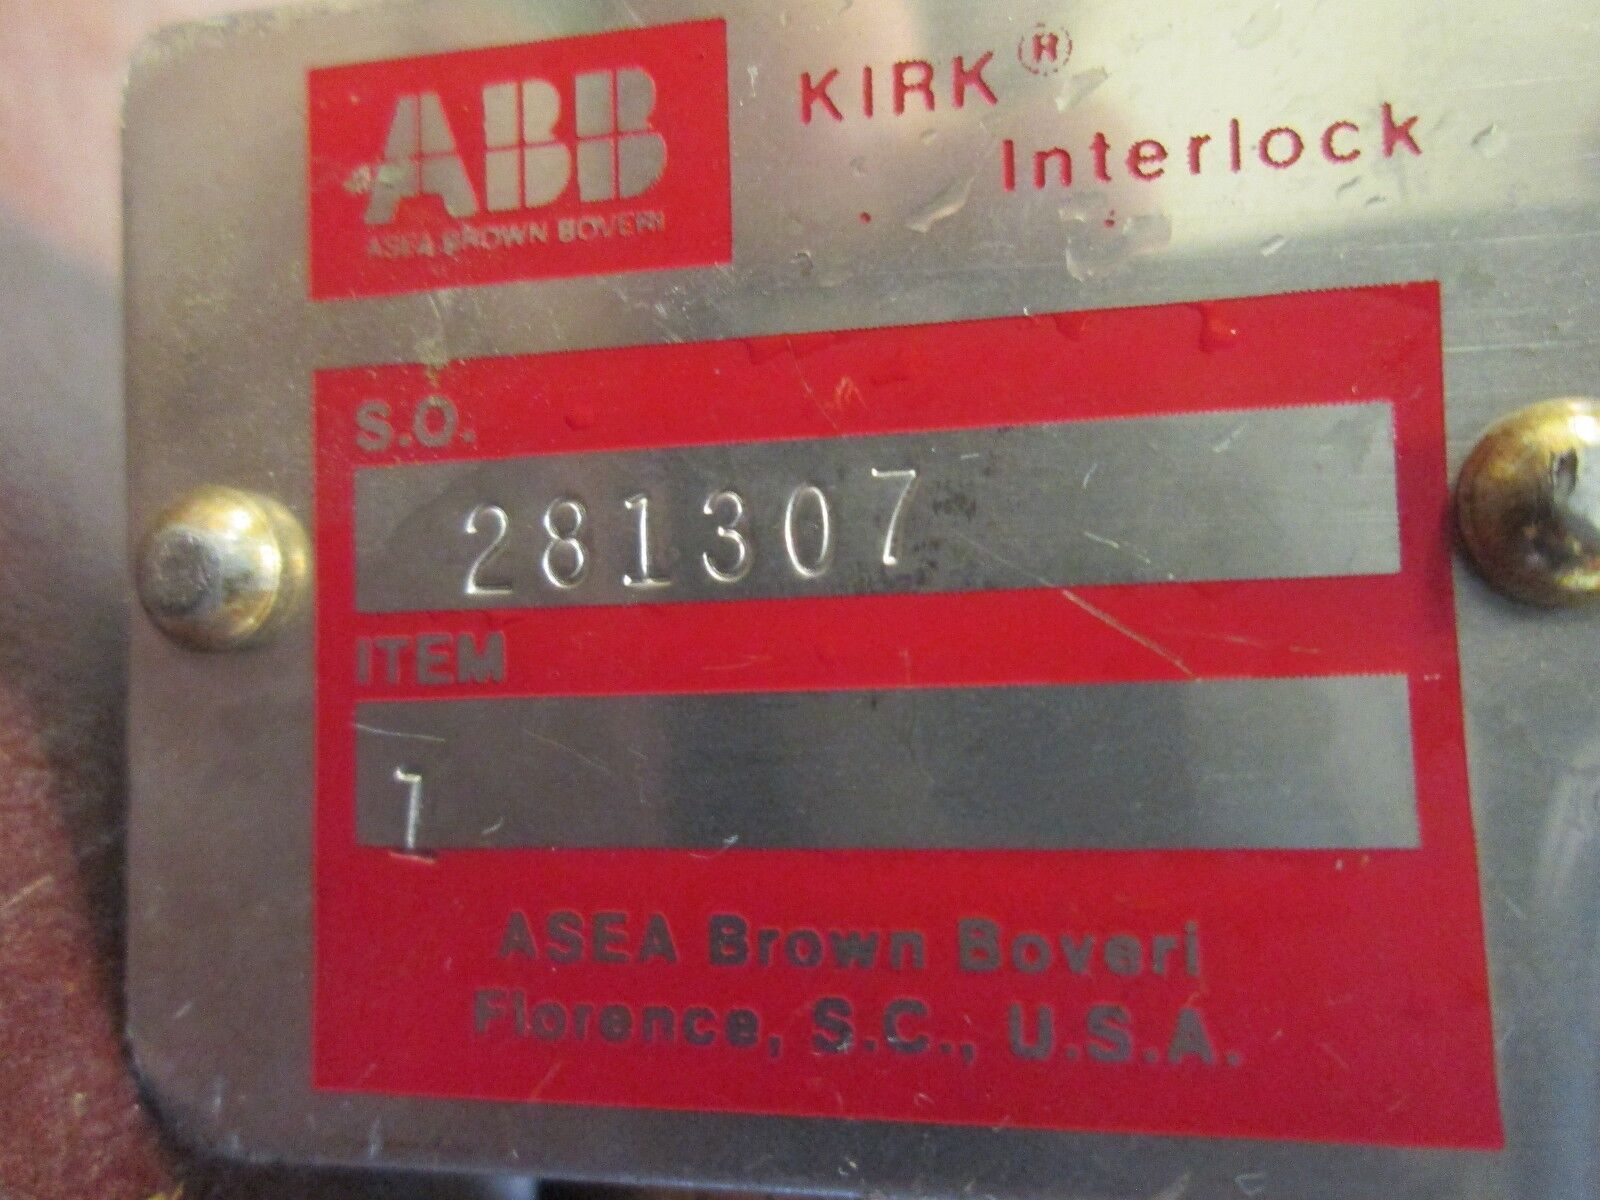 ABB
ASEA BROWN BOVERI
KIRK®
Interlock
S.O.
281307
ITEM
1
ASEA Brown Boveri
Florence, S.C., U.S.A.